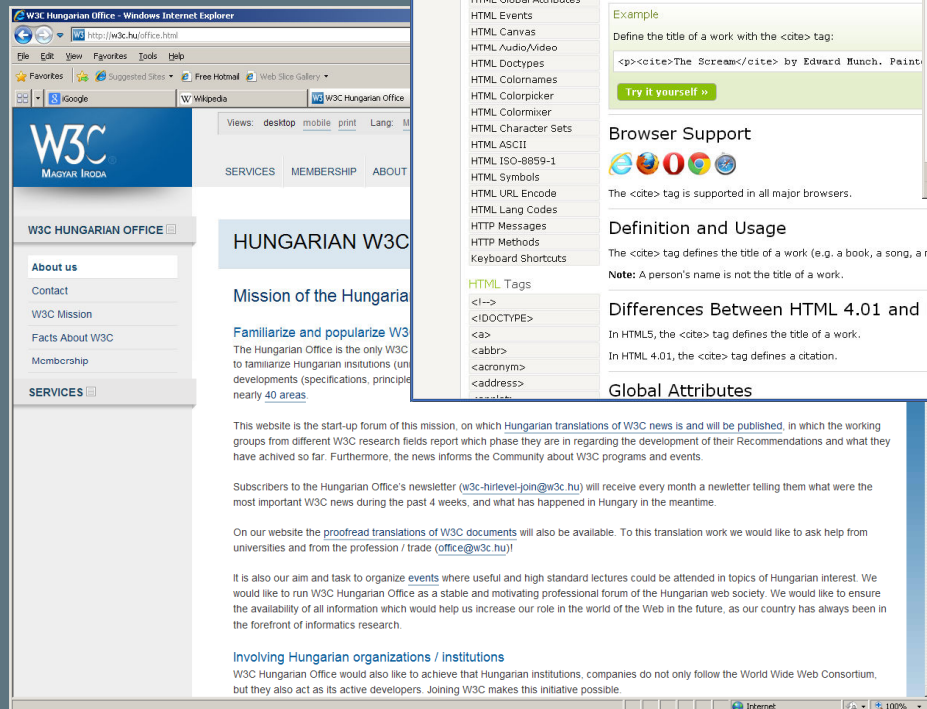 W3C Hungarian Office - Windows Internet Explorer
http://w3c.hu/office.html
File Edit View Favorites Tools Help
Favorites Suggested Sites Free Hotmail Web Slice Gallery
iGoogle Wikipedia W3C Hungarian Office
W3C
MAGYAR IRODA
Views: desktop mobile print Lang:
SERVICES MEMBERSHIP ABOUT
W3C HUNGARIAN OFFICE
About us
Contact
W3C Mission
Facts About W3C
Membership
SERVICES
HUNGARIAN W3C
Mission of the Hungaria
Familiarize and popularize W3
The Hungarian Office is the only W3C
to familiarize Hungarian insitutions (uni
developments (specifications, principle
nearly 40 areas.
This website is the start-up forum of this mission, on which Hungarian translations of W3C news is and will be published, in which the working
groups from different W3C research fields report which phase they are in regarding the development of their Recommendations and what they
have achived so far. Furthermore, the news informs the Community about W3C programs and events.
Subscribers to the Hungarian Office's newsletter (w3c-hirlevel-join@w3c.hu) will receive every month a newletter telling them what were the
most important W3C news during the past 4 weeks, and what has happened in Hungary in the meantime.
On our website the proofread translations of W3C documents will also be available. To this translation work we would like to ask help from
universities and from the profession / trade (office@w3c.hu)!
It is also our aim and task to organize events where useful and high standard lectures could be attended in topics of Hungarian interest. We
would like to run W3C Hungarian Office as a stable and motivating professional forum of the Hungarian web society. We would like to ensure
the availability of all information which would help us increase our role in the world of the Web in the future, as our country has always been in
the forefront of informatics research.
Involving Hungarian organizations / institutions
W3C Hungarian Office would also like to achieve that Hungarian institutions, companies do not only follow the World Wide Web Consortium,
but they also act as its active developers. Joining W3C makes this initiative possible.
Internet 100%
HTML Global Attributes
HTML Events
HTML Canvas
HTML Audio/Video
HTML Doctypes
HTML Colornames
HTML Colorpicker
HTML Colormixer
HTML Character Sets
HTML ASCII
HTML ISO-8859-1
HTML Symbols
HTML URL Encode
HTML Lang Codes
HTTP Messages
HTTP Methods
Keyboard Shortcuts
HTML Tags
<!-->
<!DOCTYPE>
<a>
<abbr>
<acronym>
<address>
Example
Define the title of a work with the <cite> tag:
<p><cite>The Scream</cite> by Edward Munch. Painte
Try it yourself »
Browser Support
The <cite> tag is supported in all major browsers.
Definition and Usage
The <cite> tag defines the title of a work (e.g. a book, a song, a
Note: A person's name is not the title of a work.
Differences Between HTML 4.01 and
In HTML5, the <cite> tag defines the title of a work.
In HTML 4.01, the <cite> tag defines a citation.
Global Attributes